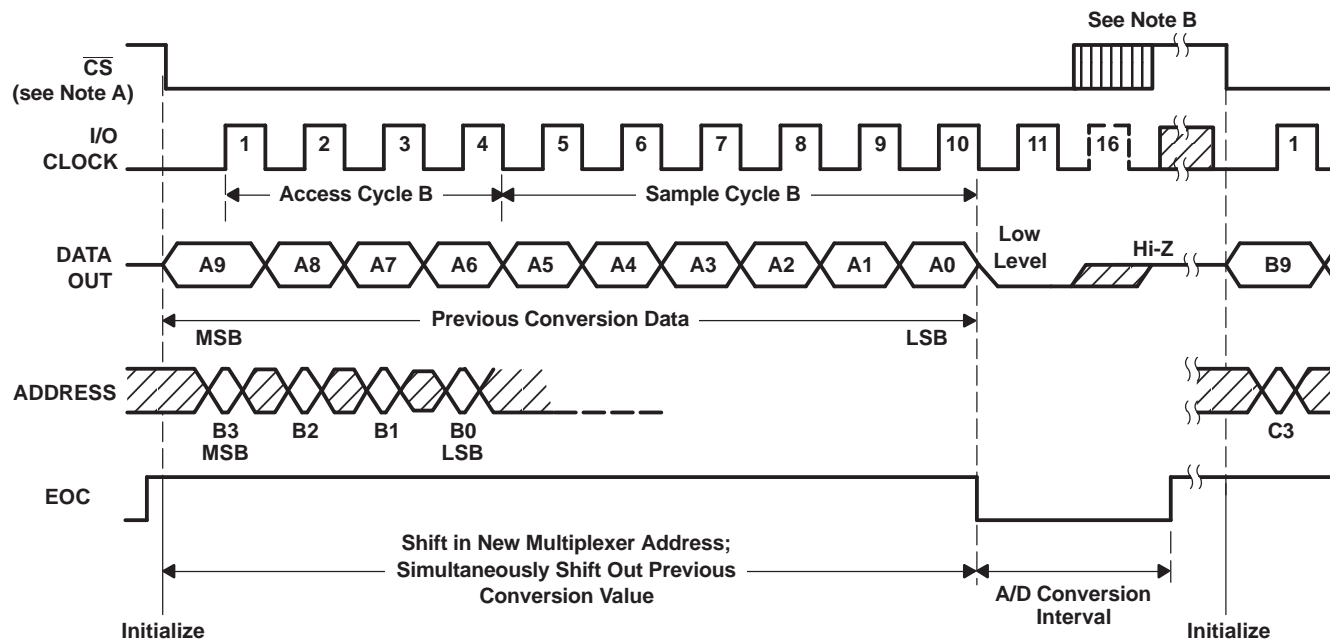 See Note B
CS
(see Note A)
I/O
CLOCK
1 2 3 4 5 6 7 8 9 10 11 16 1
Access Cycle B
Sample Cycle B
DATA
OUT
A9 A8 A7 A6 A5 A4 A3 A2 A1 A0
Low
Level
Hi-Z
B9
Previous Conversion Data
MSB
LSB
ADDRESS
B3 B2 B1 B0
MSB LSB
C3
EOC
Shift in New Multiplexer Address;
Simultaneously Shift Out Previous
Conversion Value
A/D Conversion
Interval
Initialize
Initialize